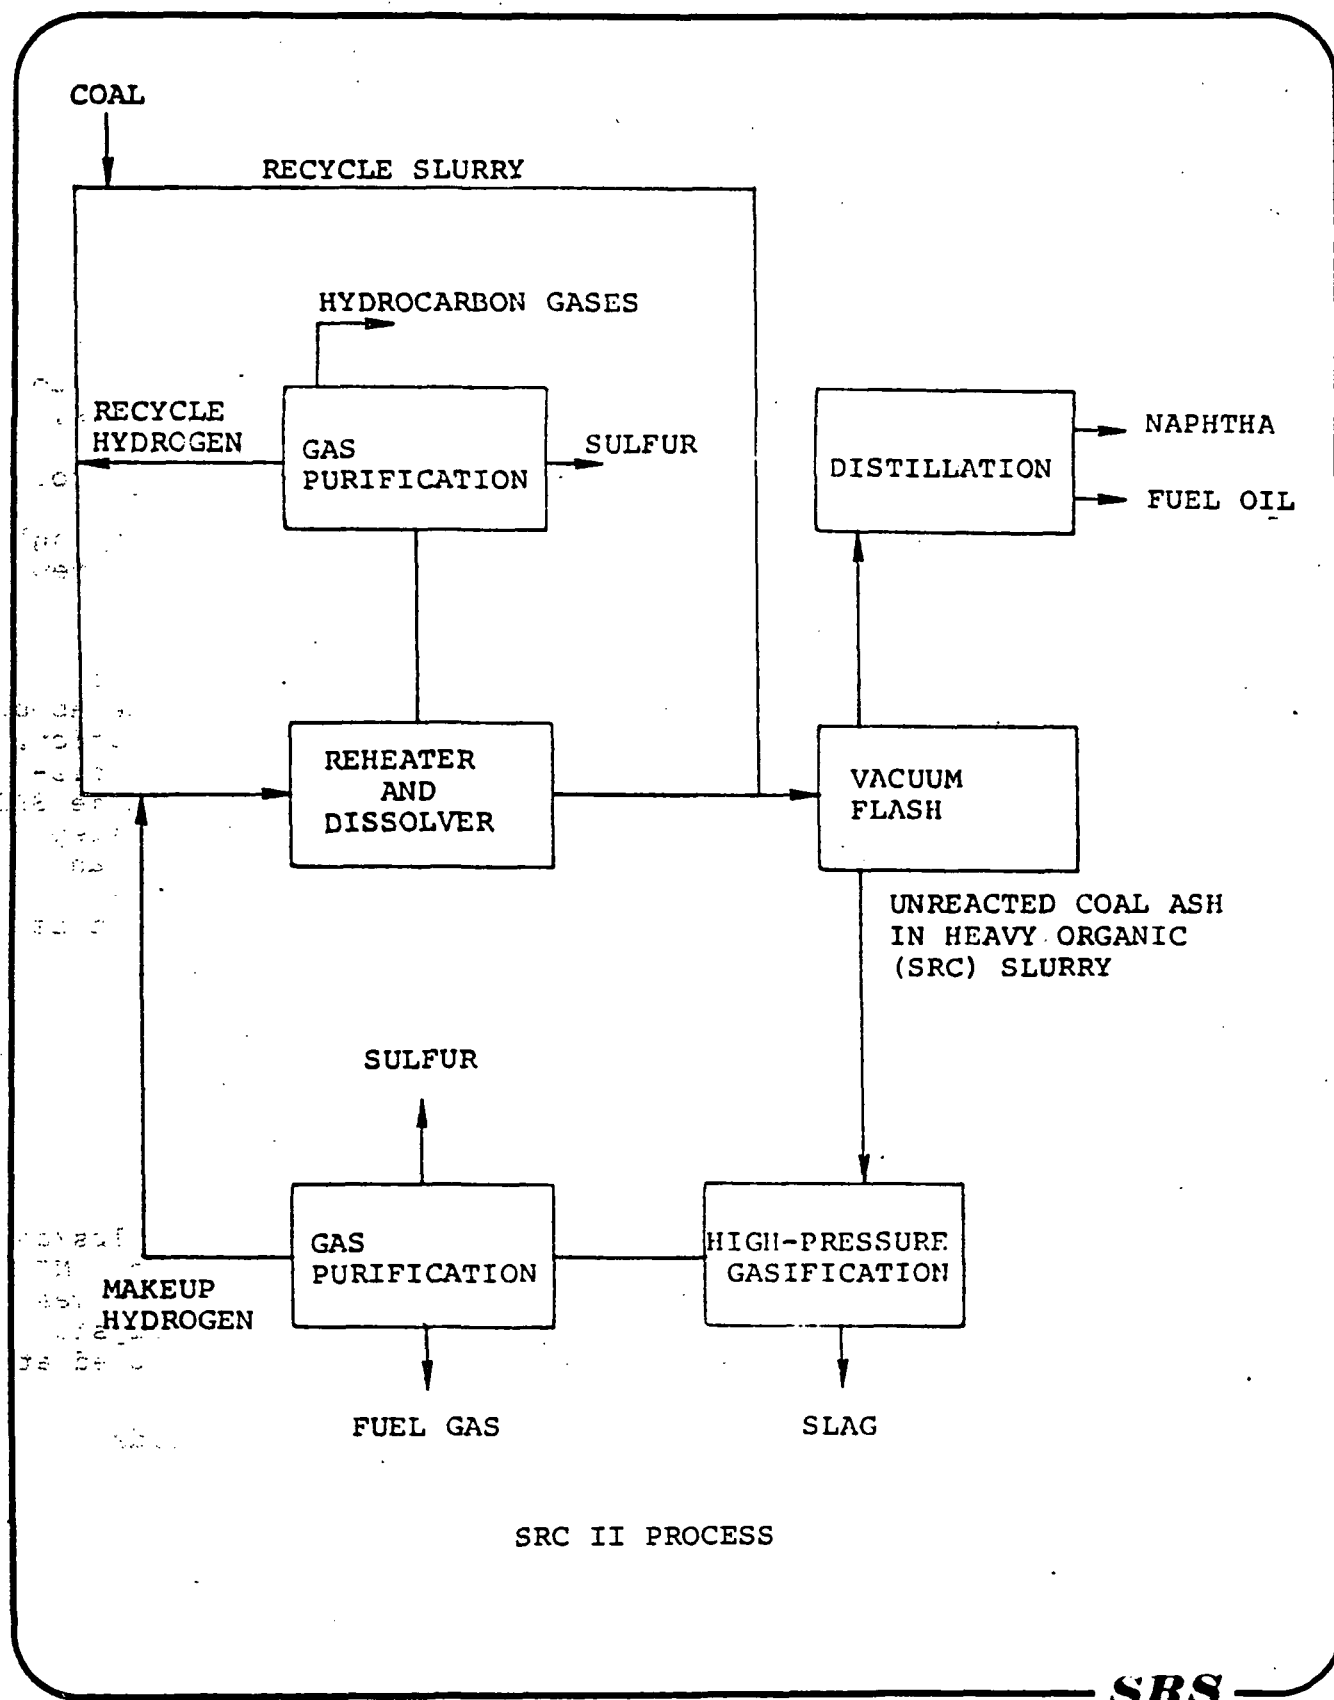 COAL
RECYCLE SLURRY
HYDROCARBON GASES
RECYCLE
HYDROGEN
GAS
PURIFICATION
SULFUR
DISTILLATION
NAPHTHA
FUEL OIL
REHEATER
AND
DISSOLVER
VACUUM
FLASH
UNREACTED COAL ASH
IN HEAVY ORGANIC
(SRC) SLURRY
SULFUR
GAS
PURIFICATION
HIGH-PRESSURE
GASIFICATION
MAKEUP
HYDROGEN
FUEL GAS
SLAG
SRC II PROCESS
SRS